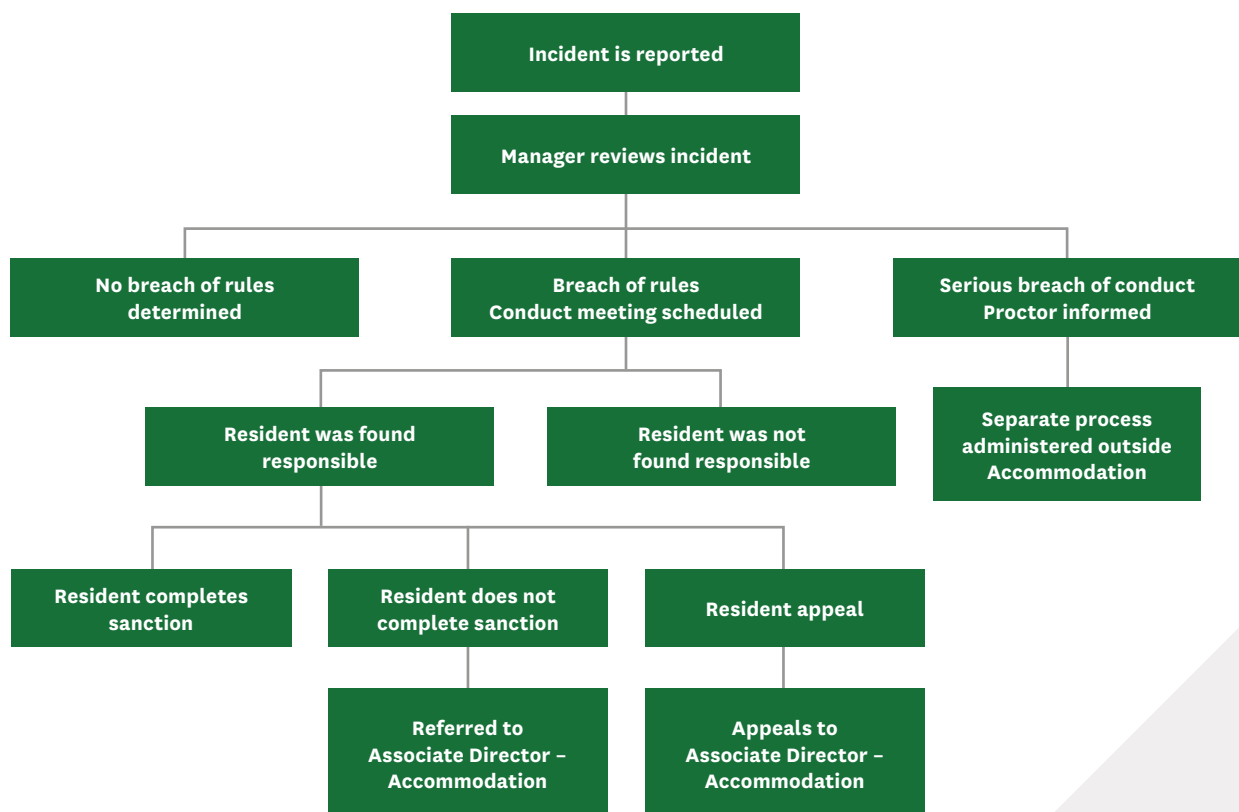 Incident is reported
Manager reviews incident
No breach of rules
determined
Breach of rules
Conduct meeting scheduled
Serious breach of conduct
Proctor informed
Separate process
administered outside
Accommodation
Resident was found
responsible
Resident was not
found responsible
Resident completes
sanction
Resident does not
complete sanction
Resident appeal
Referred to
Associate Director –
Accommodation
Appeals to
Associate Director –
Accommodation